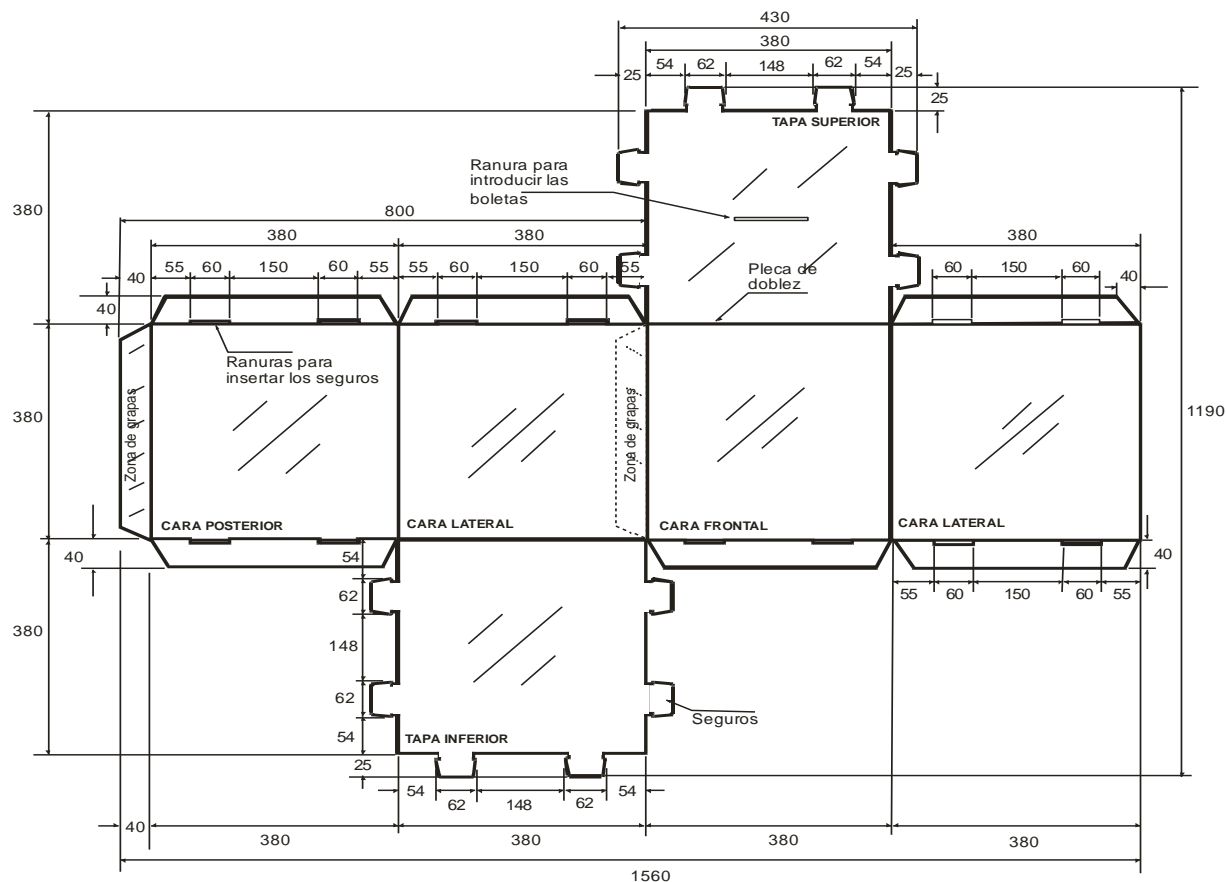 430
380
54 62 148 62 54
25 25
25
TAPA SUPERIOR
Ranura para
introducir las
boletas
380
800
380 380 380
40 55 60 150 60 55 55 60 150 60 55
Pleca de
doblez
60 150 60 40
40
Ranuras para
insertar los seguros
380
1190
Zona de grapas
Zona de grapas
CARA POSTERIOR
CARA LATERAL
CARA FRONTAL
CARA LATERAL
40
40
54
62
148
62
54
25
55 60 150 60 55
380
Seguros
TAPA INFERIOR
54 62 148 62 54
40 380 380 380 380
1560